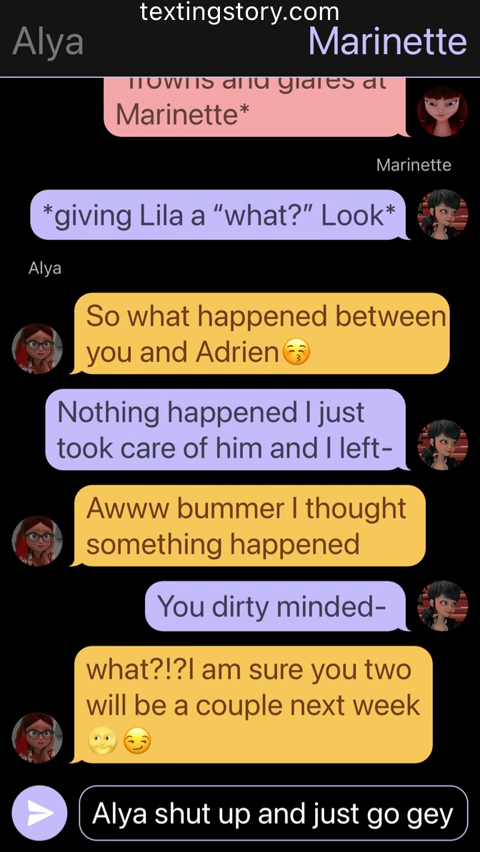 textingstory.com
Alya
Marinette
*frowns and glares at
Marinette*
Marinette
*giving Lila a “what?” Look*
Alya
So what happened between
you and Adrien😚
Nothing happened I just
took care of him and I left-
Awww bummer I thought
something happened
You dirty minded-
what?!?I am sure you two
will be a couple next week
🌝😏
Alya shut up and just go gey